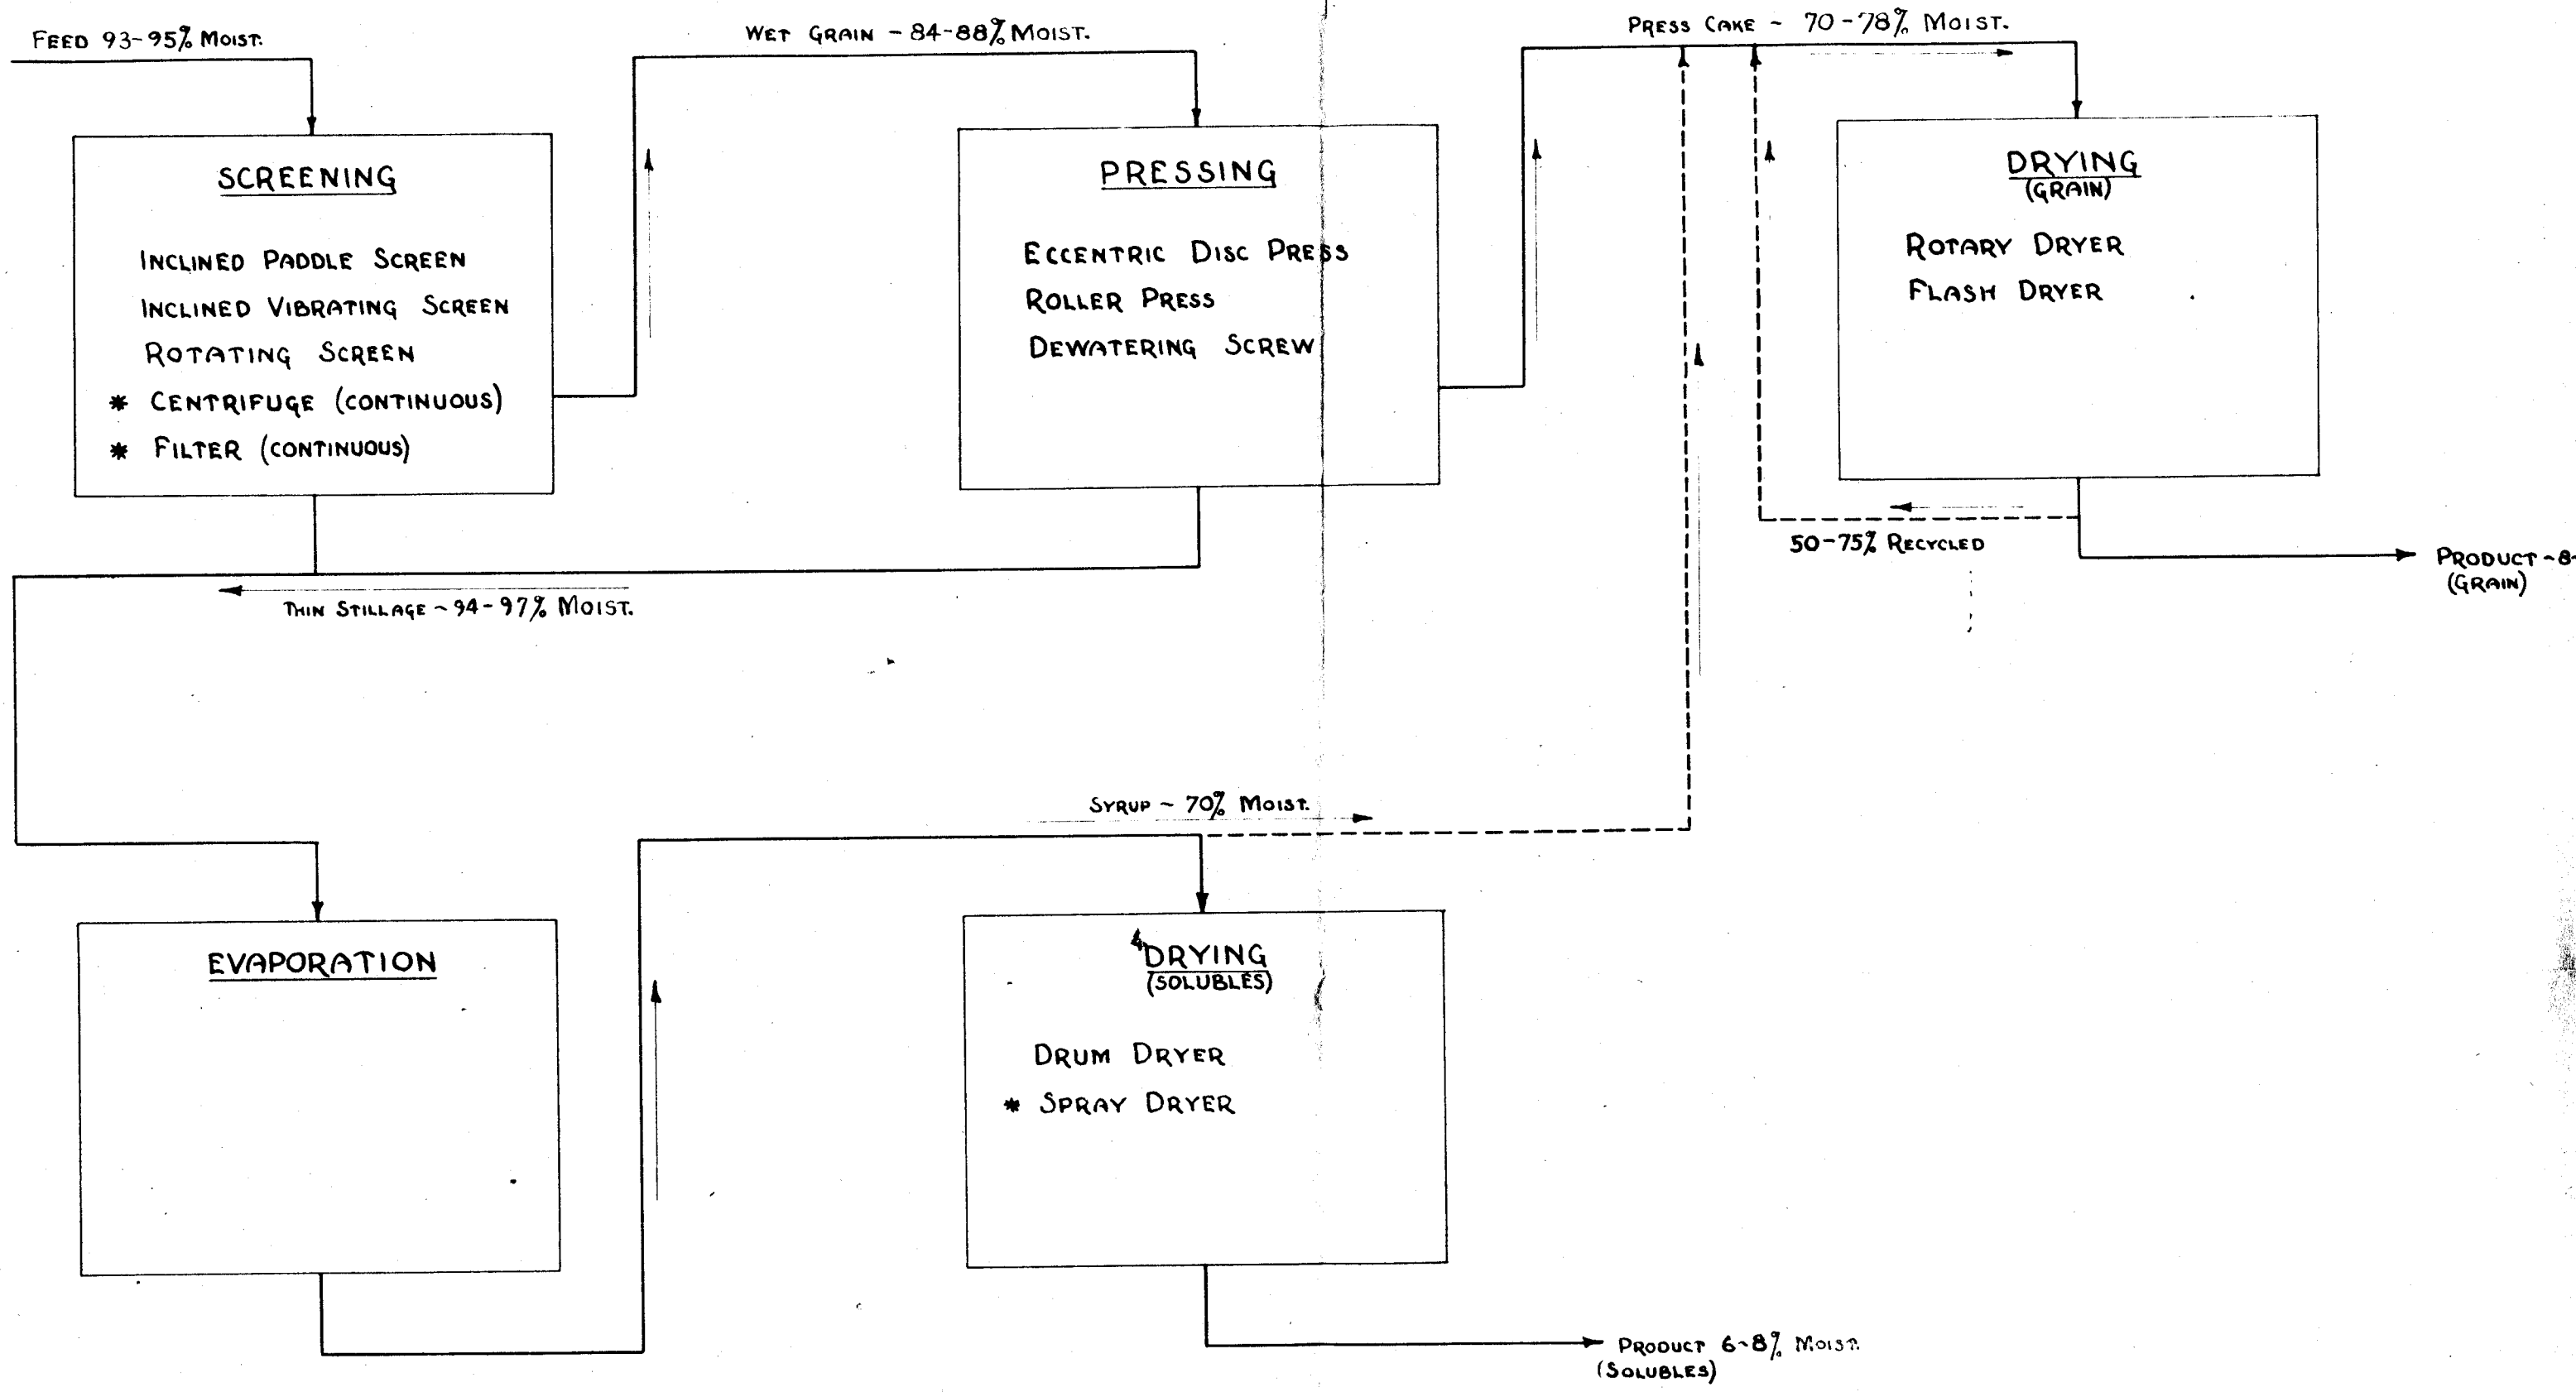 FEED 93-95% MOIST.
WET GRAIN - 84-88% MOIST.
PRESS CAKE - 70-78% MOIST.
SCREENING
INCLINED PADDLE SCREEN
INCLINED VIBRATING SCREEN
ROTATING SCREEN
* CENTRIFUGE (CONTINUOUS)
* FILTER (CONTINUOUS)
PRESSING
ECCENTRIC DISC PRESS
ROLLER PRESS
DEWATERING SCREW
DRYING
(GRAIN)
ROTARY DRYER
FLASH DRYER
50-75% RECYCLED
PRODUCT - 8-
(GRAIN)
THIN STILLAGE ~ 94-97% MOIST.
SYRUP ~ 70% MOIST.
EVAPORATION
DRYING
(SOLUBLES)
DRUM DRYER
* SPRAY DRYER
PRODUCT 6-8% MOIST.
(SOLUBLES)